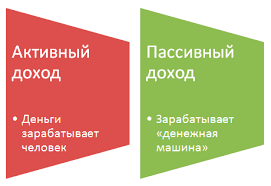 Активный
доход
• Деньги
зарабатывает
человек
Пассивный
доход
• Зарабатывает
«денежная
машина»